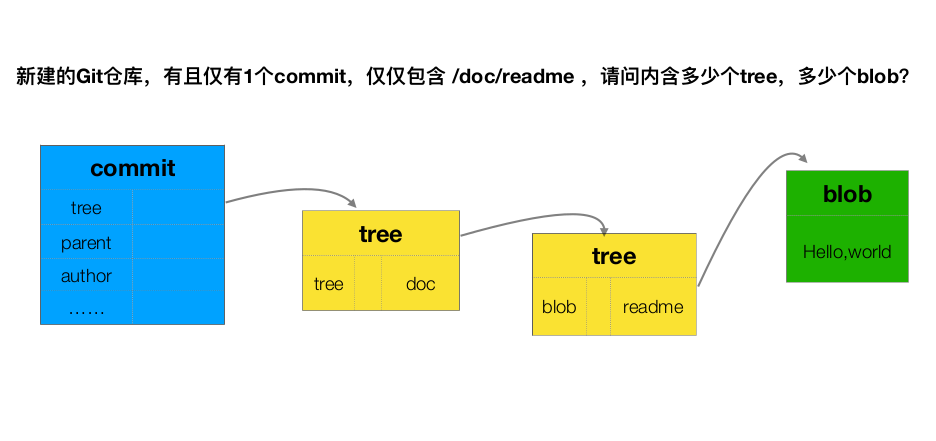 新建的Git仓库，有且仅有1个commit，仅仅包含 /doc/readme ，请问内含多少个tree，多少个blob？
commit
tree
parent
author
……
tree
tree doc
tree
blob readme
blob
Hello,world